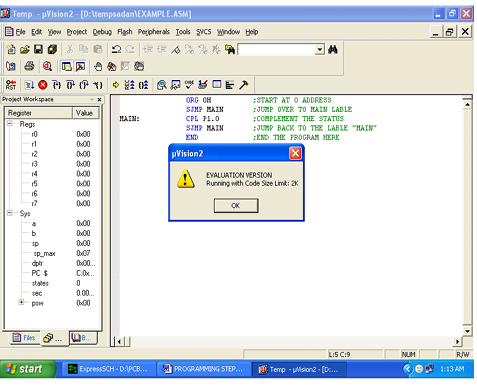 Temp - µVision2 - [D:\tempsadan\EXAMPLE.ASM]
File Edit View Project Debug Flash Peripherals Tools SVCS Window Help
Project Workspace
Register Value
Regs
r0 0x00
r1 0x00
r2 0x00
r3 0x00
r4 0x00
r5 0x00
r6 0x00
r7 0x00
Sys
a 0x00
b 0x00
sp 0x00
sp_max 0x07
dptr 0x00...
PC $ C:0x...
states 0
sec 0.00...
psw 0x00
ORG 0H ;START AT 0 ADDRESS
SJMP MAIN ;JUMP OVER TO MAIN LABLE
MAIN: CPL P1.0 ;COMPLEMENT THE STATUS
SJMP MAIN ;JUMP BACK TO THE LABLE "MAIN"
END ;END THE PROGRAM HERE
µVision2
EVALUATION VERSION
Running with Code Size Limit: 2K
OK
Files
B...
L:5 C:9 NUM R/W
start ExpressSCH - D:\PCB... PROGRAMMING STEP... Temp - µVision2 - [D:... 1:13 AM